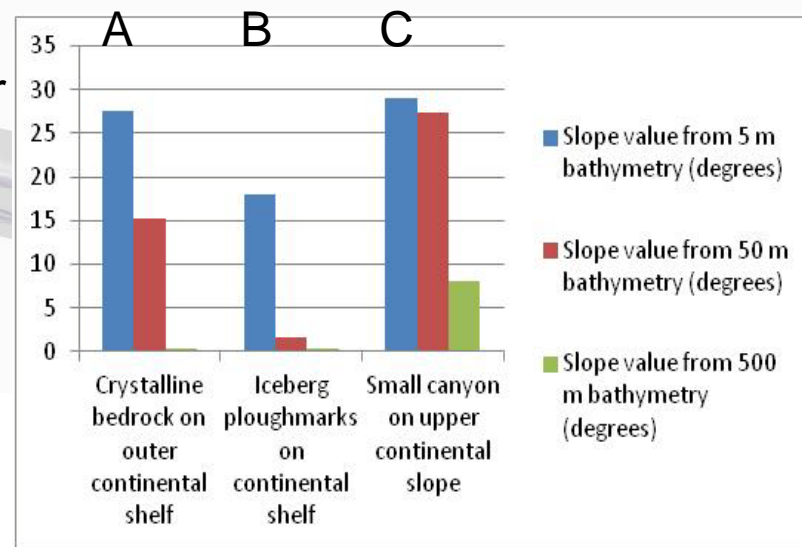 A B C
35
30
25
20
15
10
5
0
Crystalline
bedrock on
outer
continental
shelf
Iceberg
ploughmarks
on
continental
shelf
Small canyon
on upper
continental
slope
Slope value from 5 m
bathymetry (degrees)
Slope value from 50 m
bathymetry (degrees)
Slope value from 500
m bathymetry
(degrees)